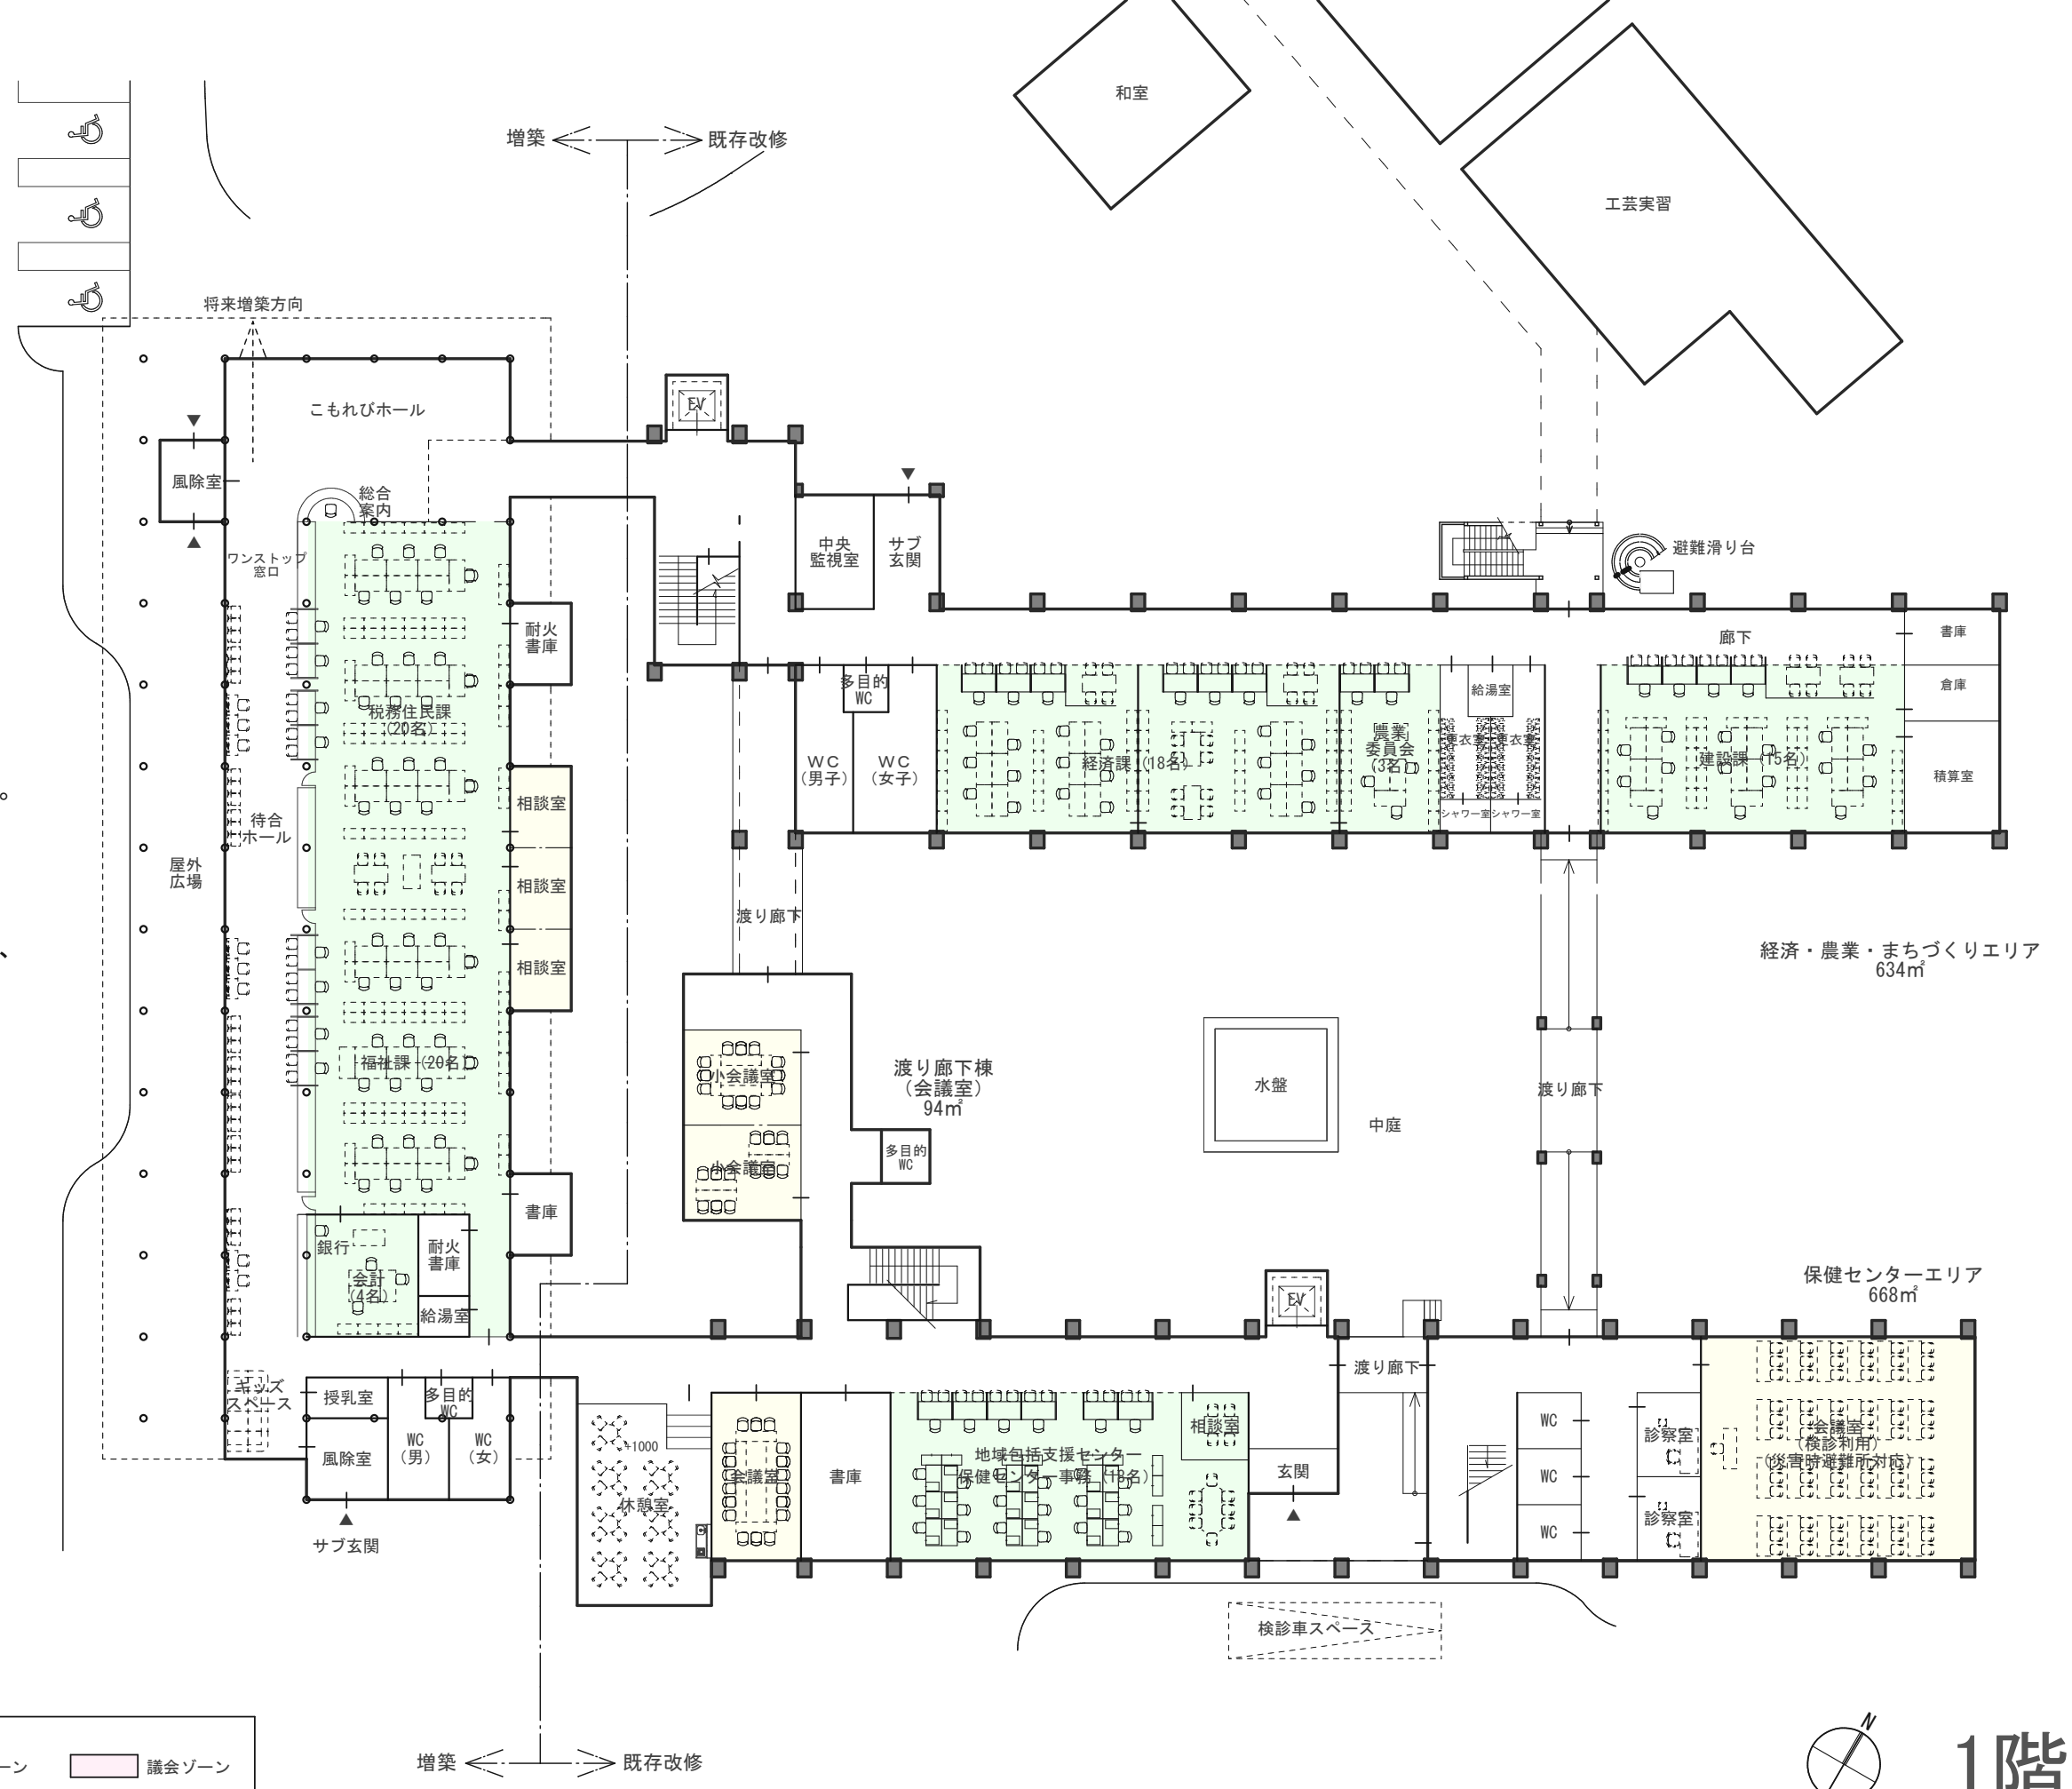 和室
工芸実習
増築
既存改修
将来増築方向
こもれびホール
EV
風除室
総合
案内
ワンストップ
窓口
中央
監視室
サブ
玄関
避難滑り台
耐火
書庫
廊下
書庫
倉庫
積算室
多目的
WC
給湯室
税務住民課
(20名)
WC
(男子)
WC
(女子)
経済課 (18名)
農業
委員会
(3名)
更衣室
更衣室
シャワー室
シャワー室
建設課 (15名)
相談室
相談室
相談室
。
待合
ホール
屋外
広場
渡り廊下
、
経済・農業・まちづくりエリア
634㎡
福祉課 (20名)
小会議室
小会議室
渡り廊下棟
(会議室)
94㎡
水盤
中庭
渡り廊下
多目的
WC
書庫
銀行
会計
(4名)
耐火
書庫
給湯室
EV
保健センターエリア
668㎡
キッズ
スペース
授乳室
多目的
WC
風除室
WC
(男)
WC
(女)
サブ玄関
+1000
休憩室
会議室
書庫
地域包括支援センター
保健センター事務 (13名)
相談室
玄関
渡り廊下
WC
WC
WC
診察室
診察室
会議室
(検診利用)
(災害時避難所対応)
検診車スペース
増築
既存改修
ーン
議会ゾーン
N
1階